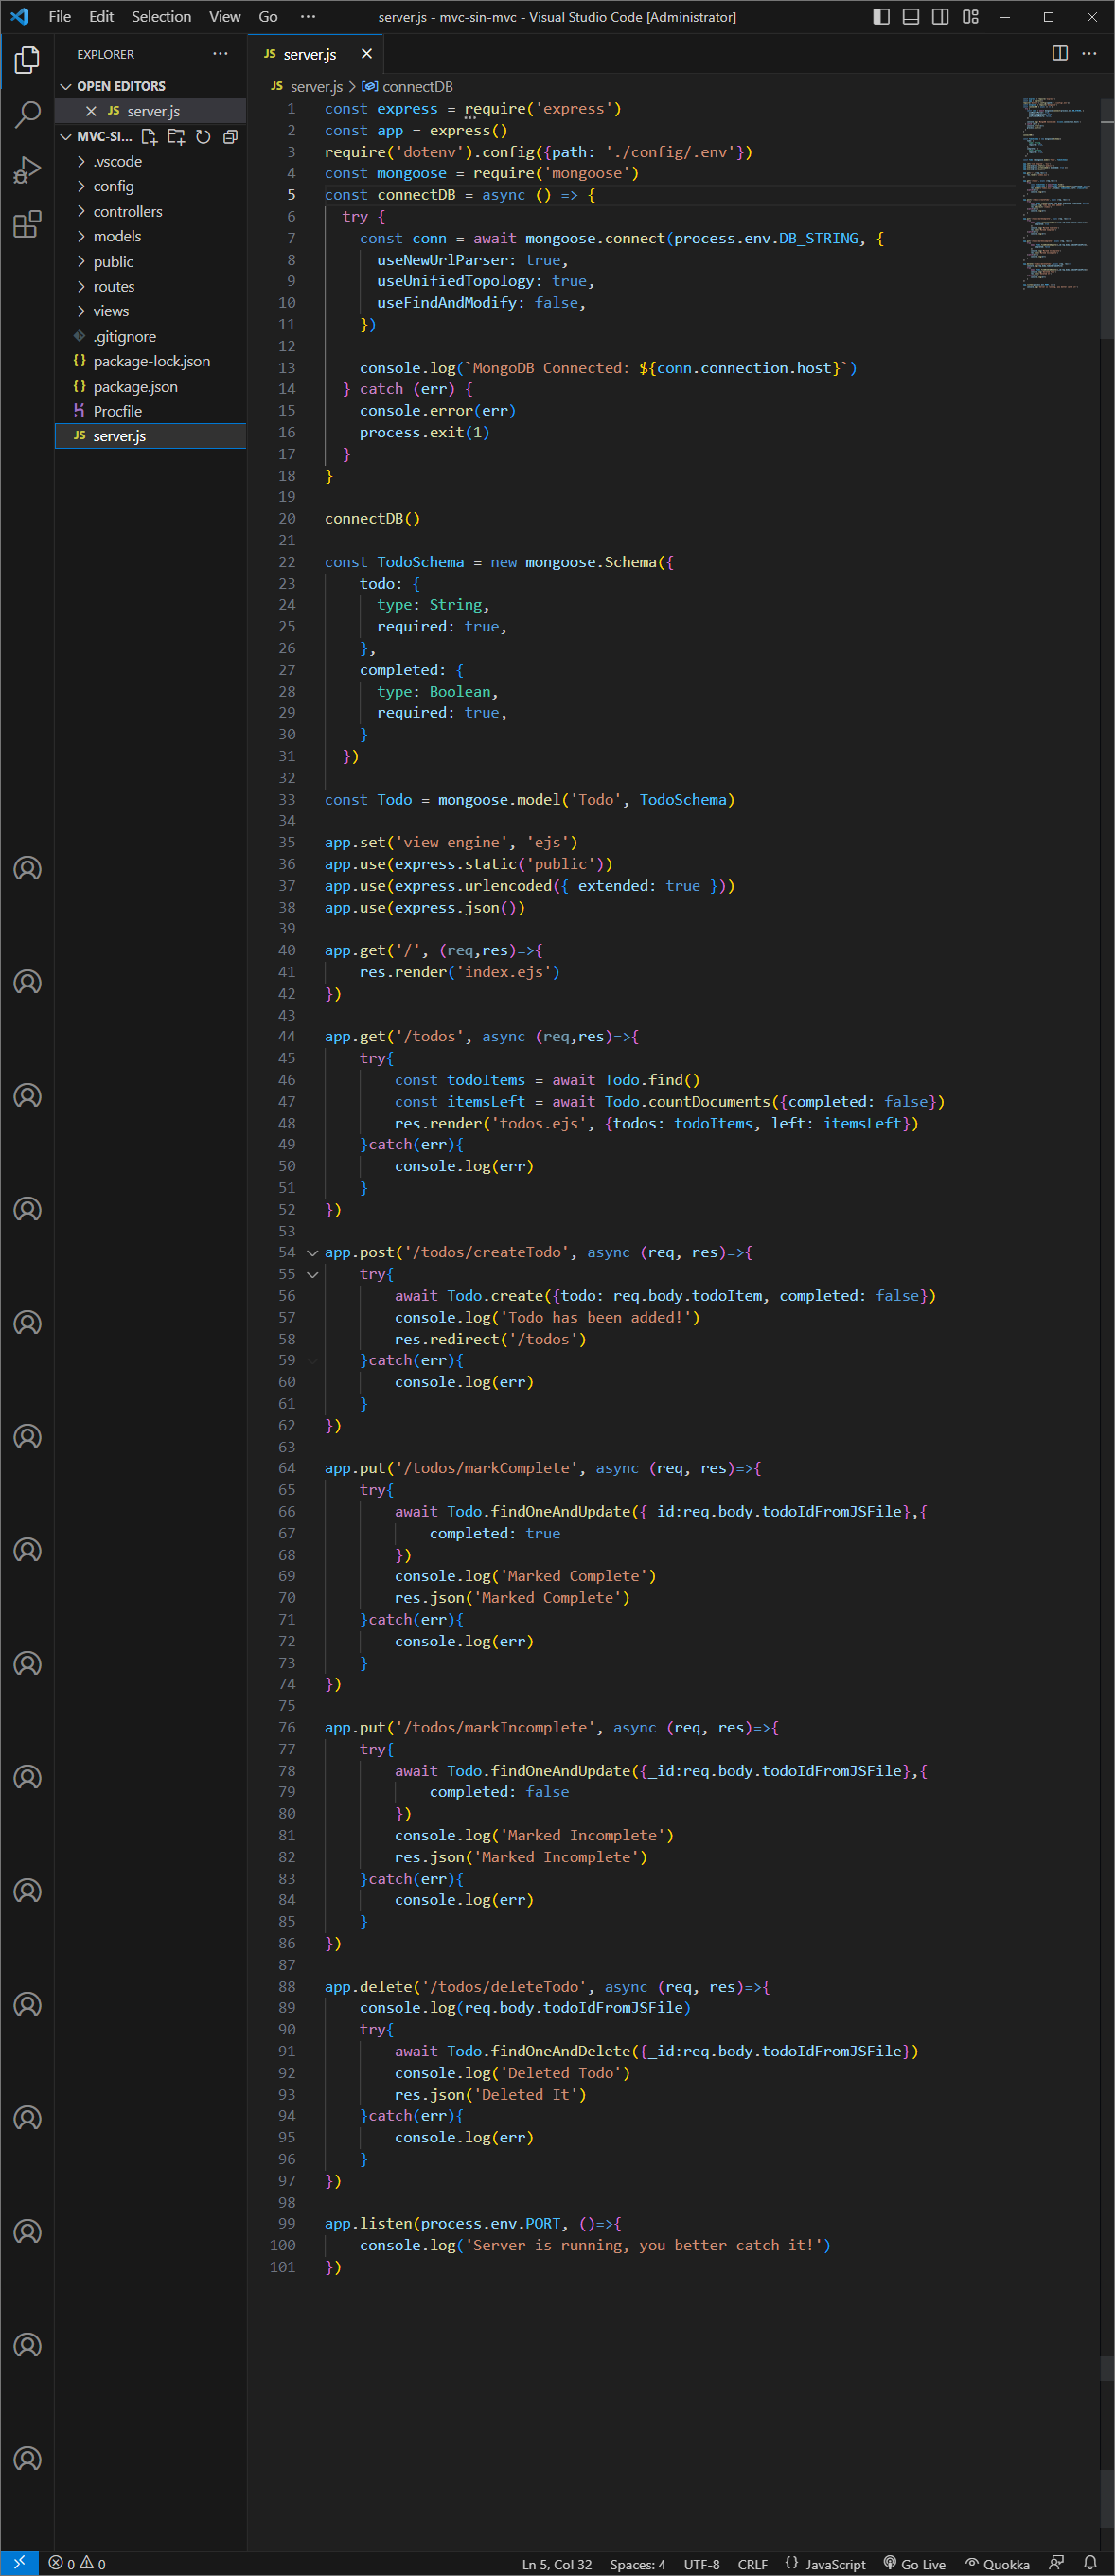 File Edit Selection View Go ··· server.js - mvc-sin-mvc - Visual Studio Code [Administrator]
EXPLORER ···
OPEN EDITORS
JS server.js
MVC-SI...
.vscode
config
controllers
models
public
routes
views
.gitignore
{} package-lock.json
{} package.json
Procfile
JS server.js
JS server.js
JS server.js > connectDB
1 const express = require('express')
2 const app = express()
3 require('dotenv').config({path: './config/.env'})
4 const mongoose = require('mongoose')
5 const connectDB = async () => {
6   try {
7     const conn = await mongoose.connect(process.env.DB_STRING, {
8       useNewUrlParser: true,
9       useUnifiedTopology: true,
10       useFindAndModify: false,
11     })
12
13     console.log(`MongoDB Connected: ${conn.connection.host}`)
14   } catch (err) {
15     console.error(err)
16     process.exit(1)
17   }
18 }
19
20 connectDB()
21
22 const TodoSchema = new mongoose.Schema({
23     todo: {
24       type: String,
25       required: true,
26     },
27     completed: {
28       type: Boolean,
29       required: true,
30     }
31   })
32
33 const Todo = mongoose.model('Todo', TodoSchema)
34
35 app.set('view engine', 'ejs')
36 app.use(express.static('public'))
37 app.use(express.urlencoded({ extended: true }))
38 app.use(express.json())
39
40 app.get('/', (req,res)=>{
41     res.render('index.ejs')
42 })
43
44 app.get('/todos', async (req,res)=>{
45     try{
46         const todoItems = await Todo.find()
47         const itemsLeft = await Todo.countDocuments({completed: false})
48         res.render('todos.ejs', {todos: todoItems, left: itemsLeft})
49     }catch(err){
50         console.log(err)
51     }
52 })
53
54 app.post('/todos/createTodo', async (req, res)=>{
55     try{
56         await Todo.create({todo: req.body.todoItem, completed: false})
57         console.log('Todo has been added!')
58         res.redirect('/todos')
59     }catch(err){
60         console.log(err)
61     }
62 })
63
64 app.put('/todos/markComplete', async (req, res)=>{
65     try{
66         await Todo.findOneAndUpdate({_id:req.body.todoIdFromJSFile},{
67             completed: true
68         })
69         console.log('Marked Complete')
70         res.json('Marked Complete')
71     }catch(err){
72         console.log(err)
73     }
74 })
75
76 app.put('/todos/markIncomplete', async (req, res)=>{
77     try{
78         await Todo.findOneAndUpdate({_id:req.body.todoIdFromJSFile},{
79             completed: false
80         })
81         console.log('Marked Incomplete')
82         res.json('Marked Incomplete')
83     }catch(err){
84         console.log(err)
85     }
86 })
87
88 app.delete('/todos/deleteTodo', async (req, res)=>{
89     console.log(req.body.todoIdFromJSFile)
90     try{
91         await Todo.findOneAndDelete({_id:req.body.todoIdFromJSFile})
92         console.log('Deleted Todo')
93         res.json('Deleted It')
94     }catch(err){
95         console.log(err)
96     }
97 })
98
99 app.listen(process.env.PORT, ()=>{
100     console.log('Server is running, you better catch it!')
101 })
0 0 Ln 5, Col 32 Spaces: 4 UTF-8 CRLF {} JavaScript Go Live Quokka